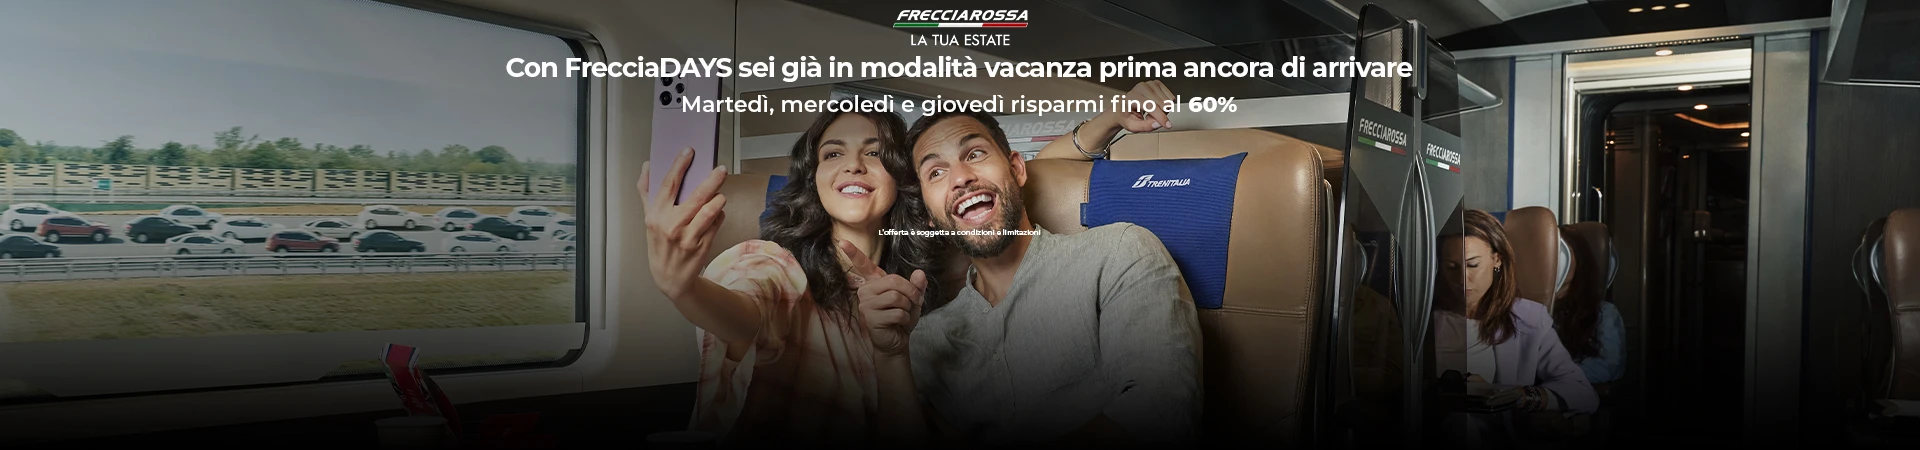 FRECCIAROSSA
LA TUA ESTATE
Con FrecciaDAYS sei già in modalità vacanza prima ancora di arrivare
Martedì, mercoledì e giovedì risparmi fino al 60%
FRECCIAROSSA
FRECCIAROSSA
FRECCIAROSSA
TRENITALIA
L'offerta è soggetta a condizioni e limitazioni